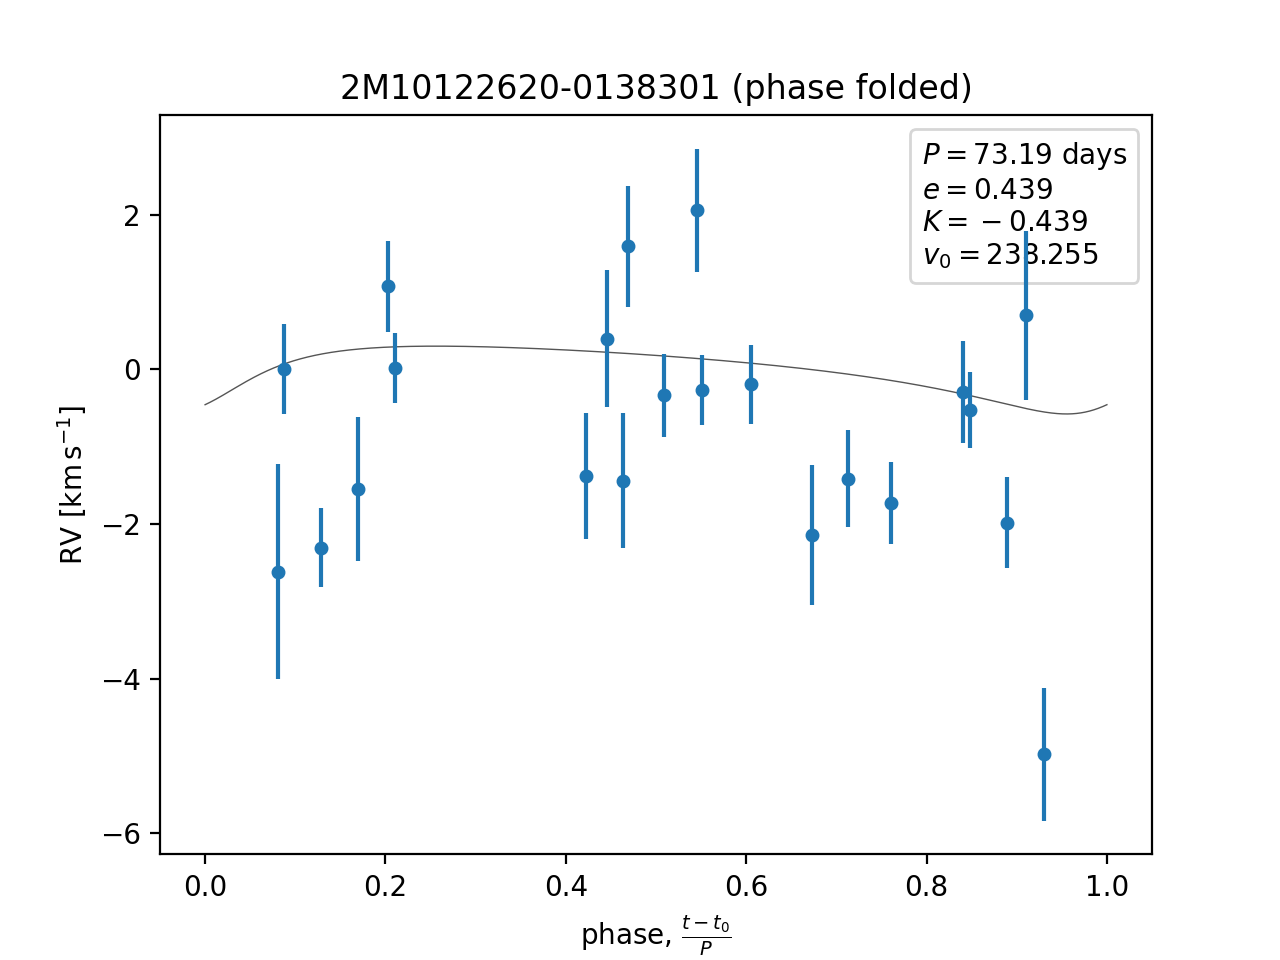 2M10122620-0138301 (phase folded)
P = 73.19 days
e = 0.439
K = −0.439
v₀ = 238.255
RV [km s⁻¹]
2
0
−2
−4
−6
0.0 0.2 0.4 0.6 0.8 1.0
phase, (t − t₀)/P